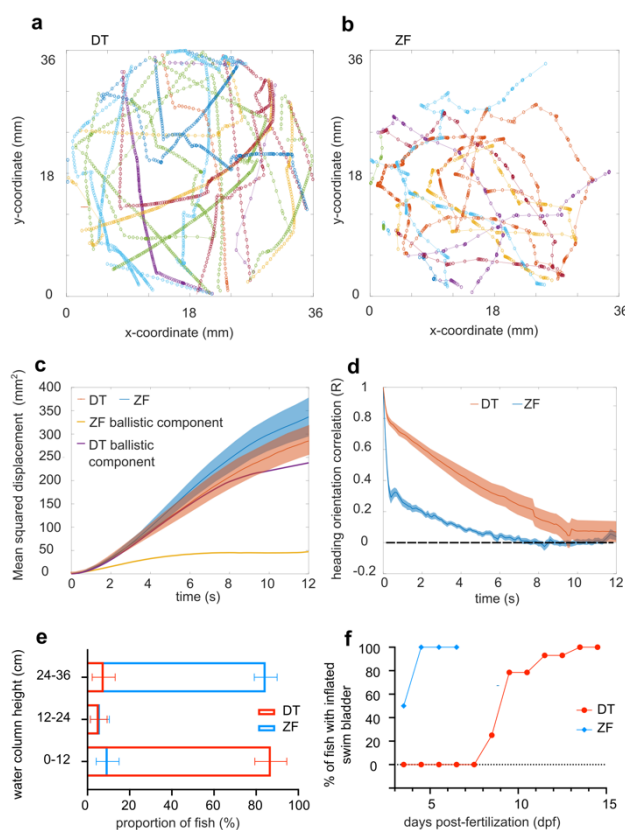 a
DT
36
18
0
y-coordinate (mm)
0
18
36
x-coordinate (mm)
b
ZF
36
18
0
y-coordinate (mm)
0
18
36
x-coordinate (mm)
c
Mean squared displacement (mm²)
400
350
300
250
200
150
100
50
0
DT ZF
ZF ballistic component
DT ballistic
component
0 2 4 6 8 10 12
time (s)
d
heading orientation correlation (R)
1
0.8
0.6
0.4
0.2
0
-0.2
DT
ZF
0 2 4 6 8 10 12
time (s)
e
water column height (cm)
24-36
12-24
0-12
DT
ZF
0 20 40 60 80 100
proportion of fish (%)
f
% of fish with inflated
swim bladder
100
80
60
40
20
0
DT
ZF
5 10 15
days post-fertilization (dpf)